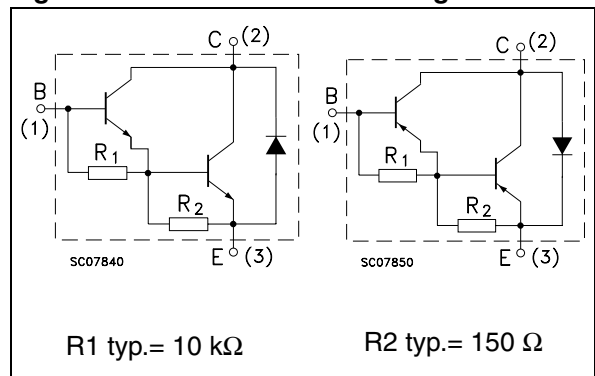 C (2)
B
(1)
R1
R2
E (3)
SC07840
C (2)
B
(1)
R1
R2
E (3)
SC07850
R1 typ.= 10 kΩ
R2 typ.= 150 Ω